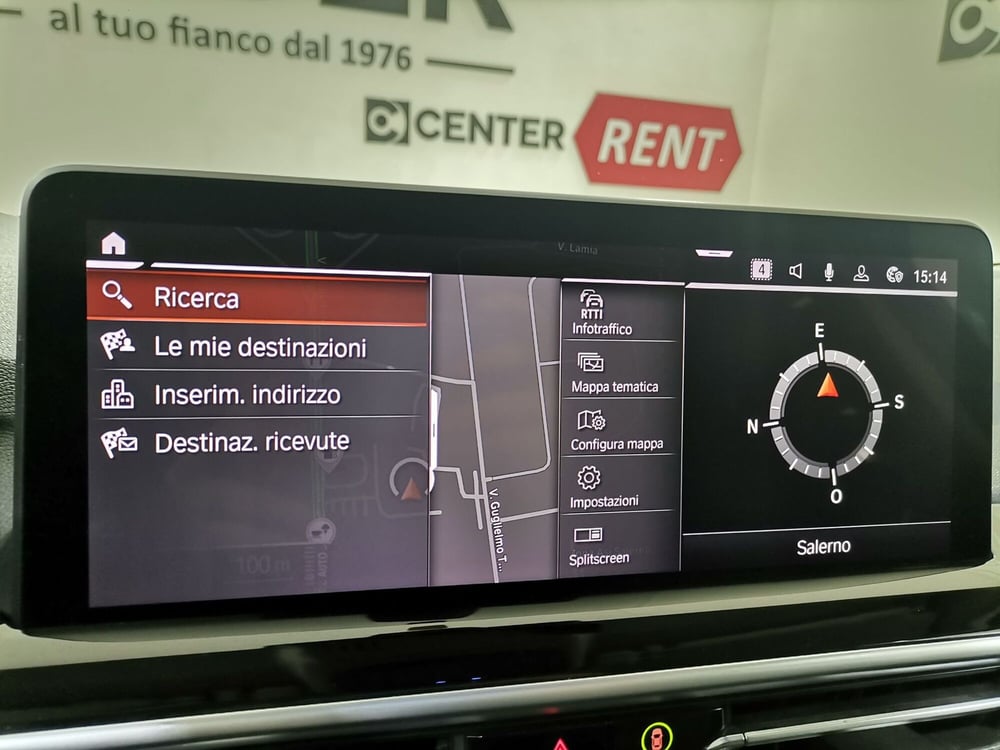 al tuo fianco dal 1976
CENTER RENT
V. Lamia
4
15:14
Ricerca
Le mie destinazioni
Inserim. indirizzo
Destinaz. ricevute
100 m
V. Guglielmo T...
RTTI
Infotraffico
Mappa tematica
Configura mappa
Impostazioni
Splitscreen
E
S
N
O
Salerno